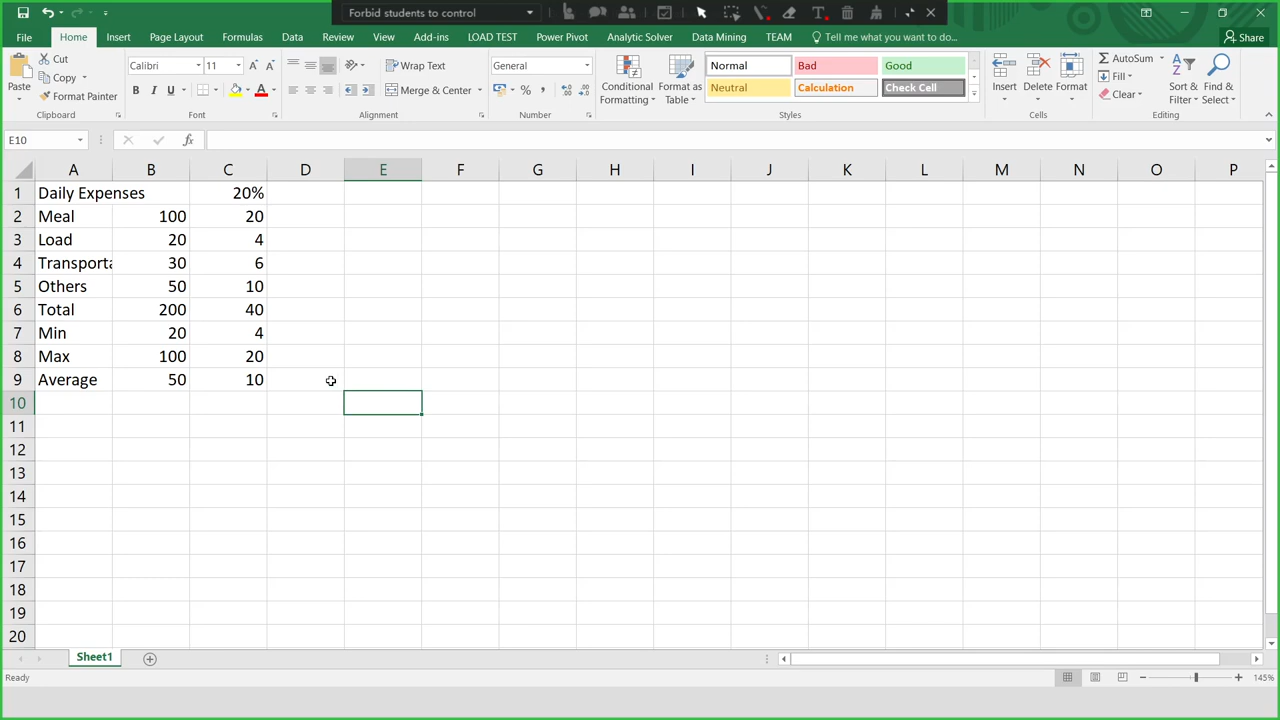 Forbid students to control
File Home Insert Page Layout Formulas Data Review View Add-ins LOAD TEST Power Pivot Analytic Solver Data Mining TEAM Tell me what you want to do... Share
Cut
Copy
Format Painter
Paste
Clipboard
Calibri 11
B I U
Font
Wrap Text
Merge & Center
Alignment
General
% ,
Number
Conditional Formatting
Format as Table
Normal Bad Good
Neutral Calculation Check Cell
Styles
Insert Delete Format
Cells
AutoSum
Fill
Clear
Sort & Filter
Find & Select
Editing
E10 fx
A B C D E F G H I J K L M N O P
1 Daily Expenses 20%
2 Meal 100 20
3 Load 20 4
4 Transporta 30 6
5 Others 50 10
6 Total 200 40
7 Min 20 4
8 Max 100 20
9 Average 50 10
10
11
12
13
14
15
16
17
18
19
20
Sheet1
Ready 145%